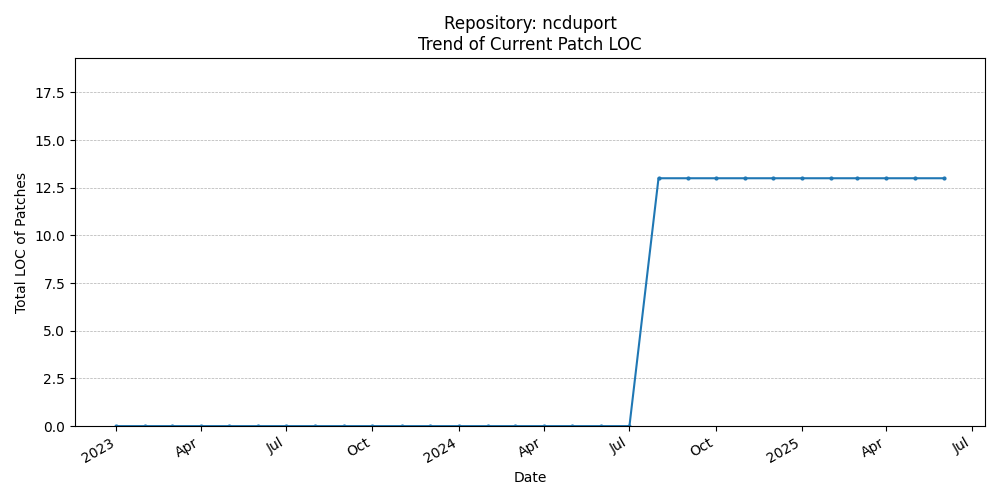 Repository: ncduport
Trend of Current Patch LOC
Total LOC of Patches
17.5
15.0
12.5
10.0
7.5
5.0
2.5
0.0
2023
Apr
Jul
Oct
2024
Apr
Jul
Oct
2025
Apr
Jul
Date